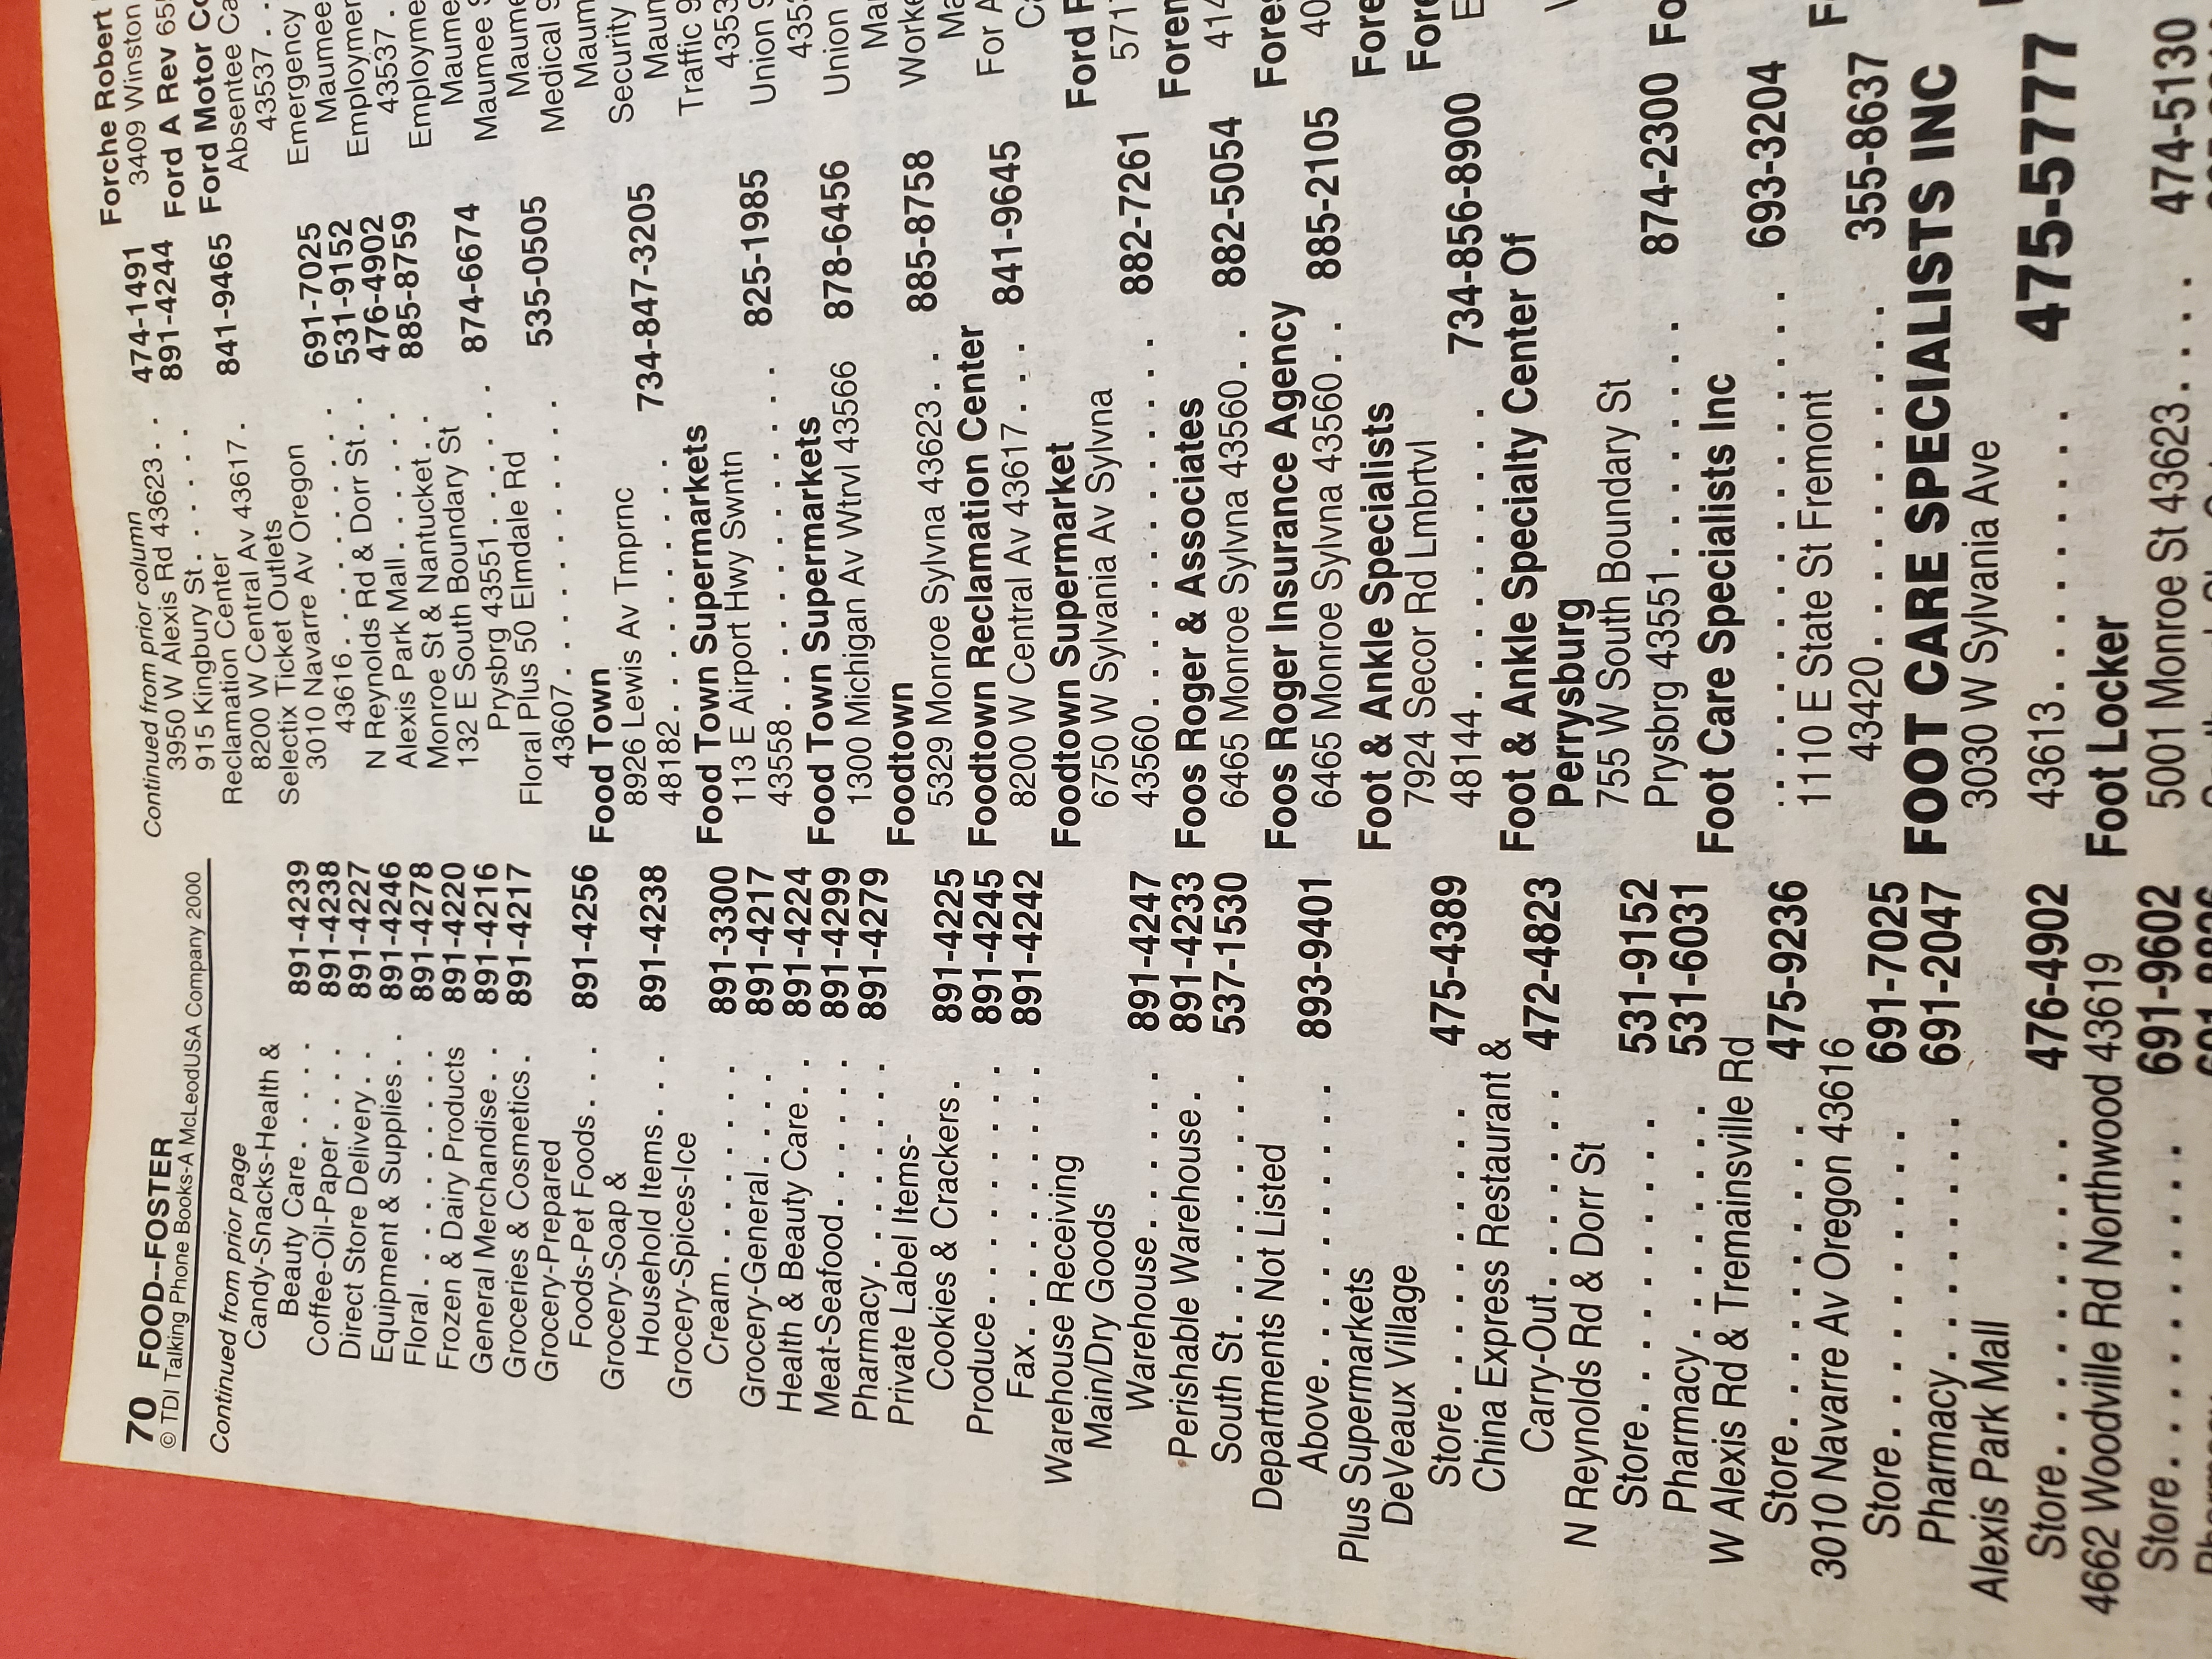 70 FOOD--FOSTER
© TDI Talking Phone Books-A McLeodUSA Company 2000
Continued from prior page
Candy-Snacks-Health &
Beauty Care. . . . . 891-4239
Coffee-Oil-Paper. . . . 891-4238
Direct Store Delivery. . . 891-4227
Equipment & Supplies. . 891-4246
Floral. . . . . . . . . . . 891-4278
Frozen & Dairy Products 891-4220
General Merchandise. . 891-4216
Groceries & Cosmetics. . 891-4217
Grocery-Prepared
Foods-Pet Foods. . . 891-4256
Grocery-Soap &
Household Items. . . . 891-4238
Grocery-Spices-Ice
Cream. . . . . . . . 891-3300
Grocery-General. . . . . 891-4217
Health & Beauty Care. . 891-4224
Meat-Seafood. . . . . . 891-4299
Pharmacy. . . . . . . . 891-4279
Private Label Items-
Cookies & Crackers. . 891-4225
Produce. . . . . . . . . 891-4245
Fax. . . . . . . . . . 891-4242
Warehouse Receiving
Main/Dry Goods
Warehouse. . . . . . 891-4247
Perishable Warehouse. . 891-4233
South St. . . . . . . . . 537-1530
Departments Not Listed
Above. . . . . . . . . . 893-9401
Plus Supermarkets
DeVeaux Village
Store. . . . . . . . . . 475-4389
China Express Restaurant &
Carry-Out. . . . . . . 472-4823
N Reynolds Rd & Dorr St
Store. . . . . . . . . . 531-9152
Pharmacy. . . . . . . . 531-6031
W Alexis Rd & Tremainsville Rd
Store. . . . . . . . . . 475-9236
3010 Navarre Av Oregon 43616
Store. . . . . . . . . . 691-7025
Pharmacy. . . . . . . . 691-2047
Alexis Park Mall
Store. . . . . . . . . . 476-4902
4662 Woodville Rd Northwood 43619
Store. . . . . . . . . . 691-9602
Continued from prior column
3950 W Alexis Rd 43623. . 474-1491
915 Kingbury St. . . . . . 891-4244
Reclamation Center
8200 W Central Av 43617. 841-9465
Selectix Ticket Outlets
3010 Navarre Av Oregon
43616. . . . . . . . . . 691-7025
N Reynolds Rd & Dorr St. . 531-9152
Alexis Park Mall. . . . . . 476-4902
Monroe St & Nantucket. . 885-8759
132 E South Boundary St
Prysbrg 43551. . . . . . 874-6674
Floral Plus 50 Elmdale Rd
43607. . . . . . . . . . . 535-0505
Food Town
8926 Lewis Av Tmprnc
48182. . . . . . . . . 734-847-3205
Food Town Supermarkets
113 E Airport Hwy Swntn
43558. . . . . . . . . . . . 825-1985
Food Town Supermarkets
1300 Michigan Av Wtrvl 43566 878-6456
Foodtown
5329 Monroe Sylvna 43623. . . 885-8758
Foodtown Reclamation Center
8200 W Central Av 43617. . . 841-9645
Foodtown Supermarket
6750 W Sylvania Av Sylvna
43560. . . . . . . . . . . . 882-7261
Foos Roger & Associates
6465 Monroe Sylvna 43560. . . 882-5054
Foos Roger Insurance Agency
6465 Monroe Sylvna 43560. . . 885-2105
Foot & Ankle Specialists
7924 Secor Rd Lmbrtvl
48144. . . . . . . . . 734-856-8900
Foot & Ankle Specialty Center Of
Perrysburg
755 W South Boundary St
Prysbrg 43551. . . . . . . . 874-2300
Foot Care Specialists Inc
. . . . . . . . . . . . . . . 693-3204
1110 E State St Fremont
43420. . . . . . . . . . . 355-8637
FOOT CARE SPECIALISTS INC
3030 W Sylvania Ave
43613. . . . . . . . . 475-5777
Foot Locker
5001 Monroe St 43623. . . . 474-5130
Forche Robert
3409 Winston
Ford A Rev
Ford Motor
Absentee
43537. .
Emergency
Maumee
43537. .
Maumee
Medical
Security
Traffic
Union
Union
For
Ford